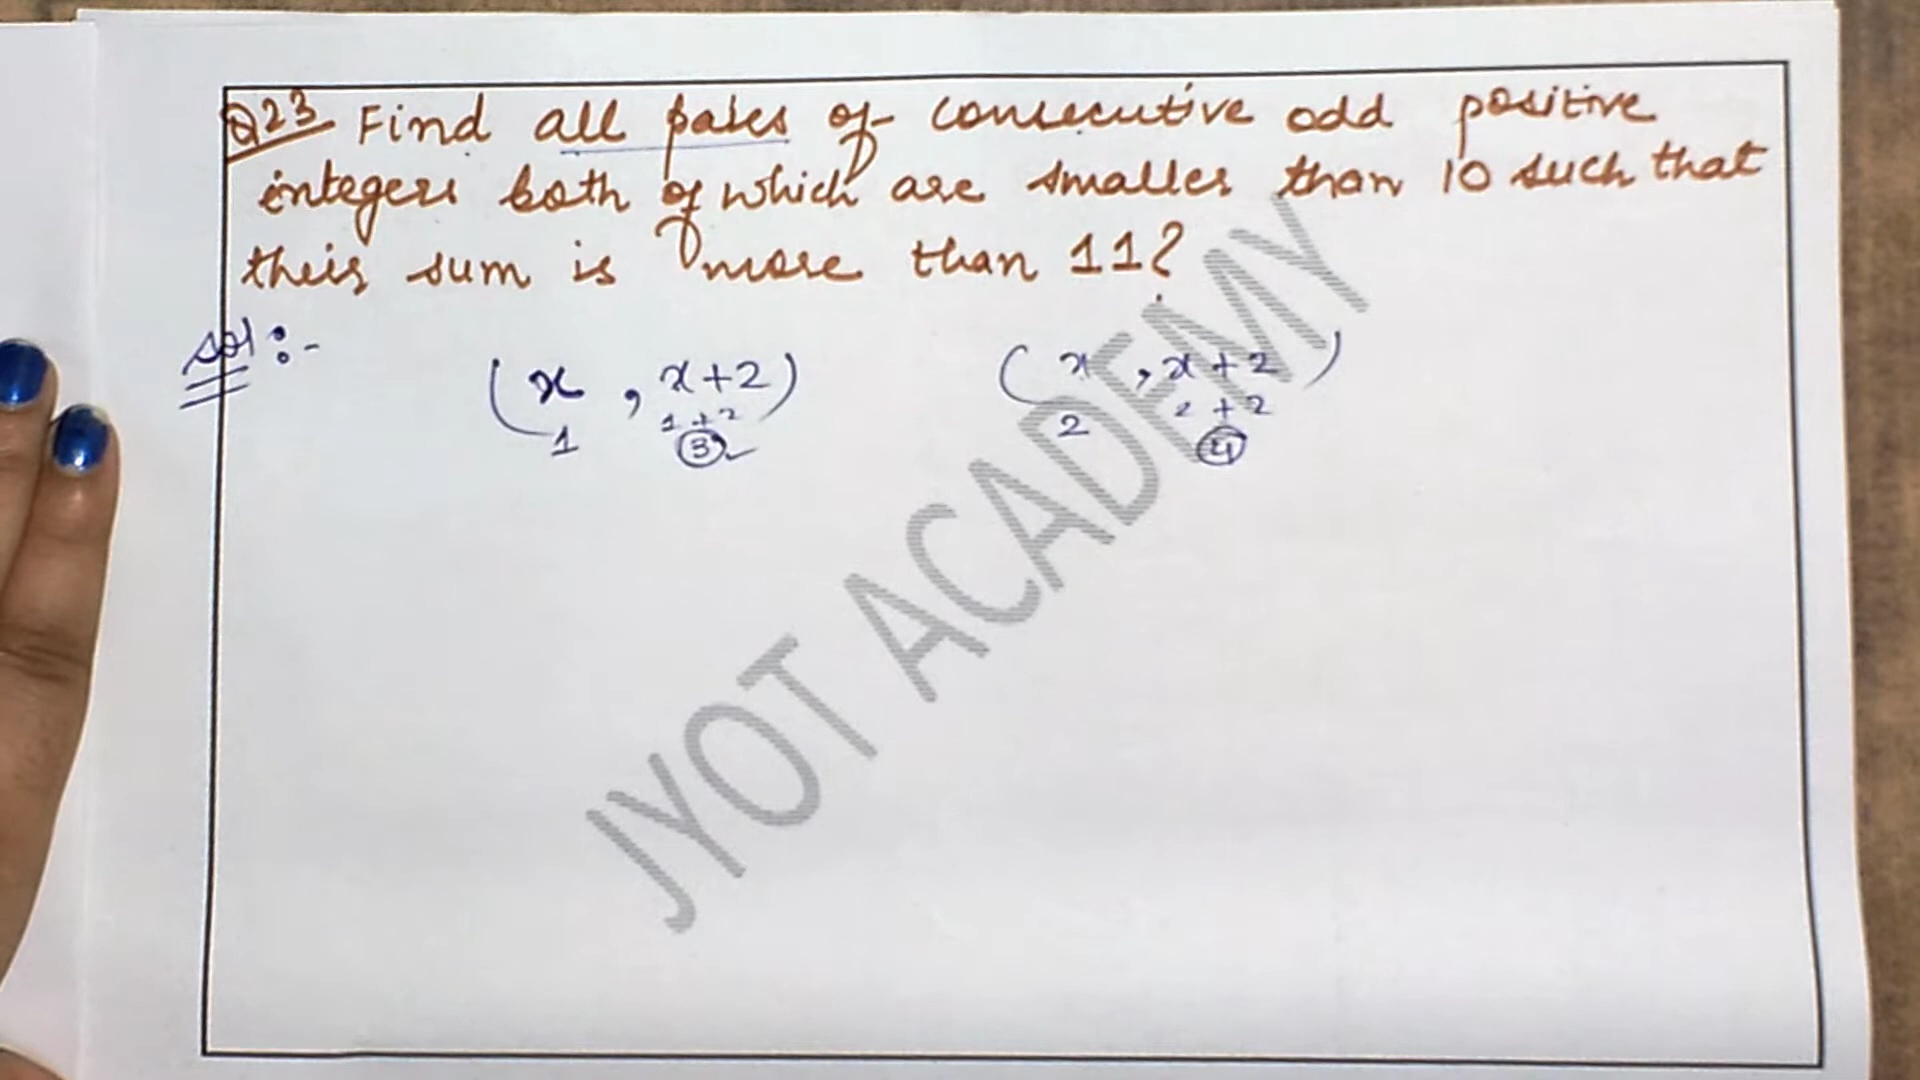 Q23 Find all pairs of consecutive odd positive
integers both of which are smaller than 10 such that
their sum is more than 11?
Sol:-
(x, x+2) (x, x+2)
1 1+2 2 2+2
3 4
JYOT ACADEMY